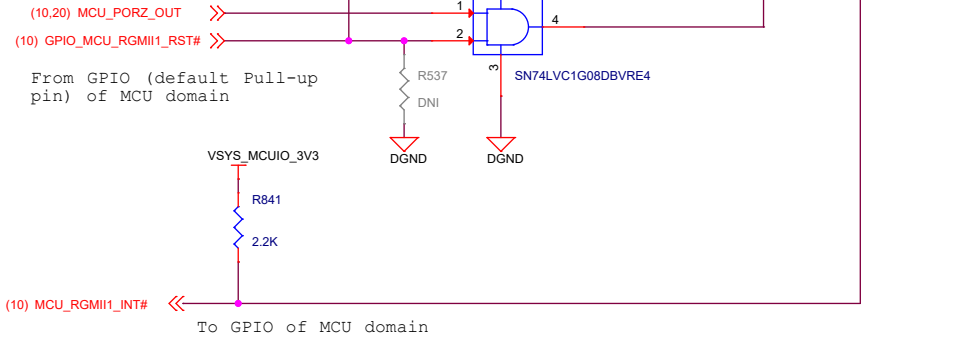 (10,20) MCU_PORZ_OUT
1
4
(10) GPIO_MCU_RGMII1_RST#
2
3
SN74LVC1G08DBVRE4
From GPIO (default Pull-up
pin) of MCU domain
R537
DNI
DGND
DGND
VSYS_MCUIO_3V3
R841
2.2K
(10) MCU_RGMII1_INT#
To GPIO of MCU domain